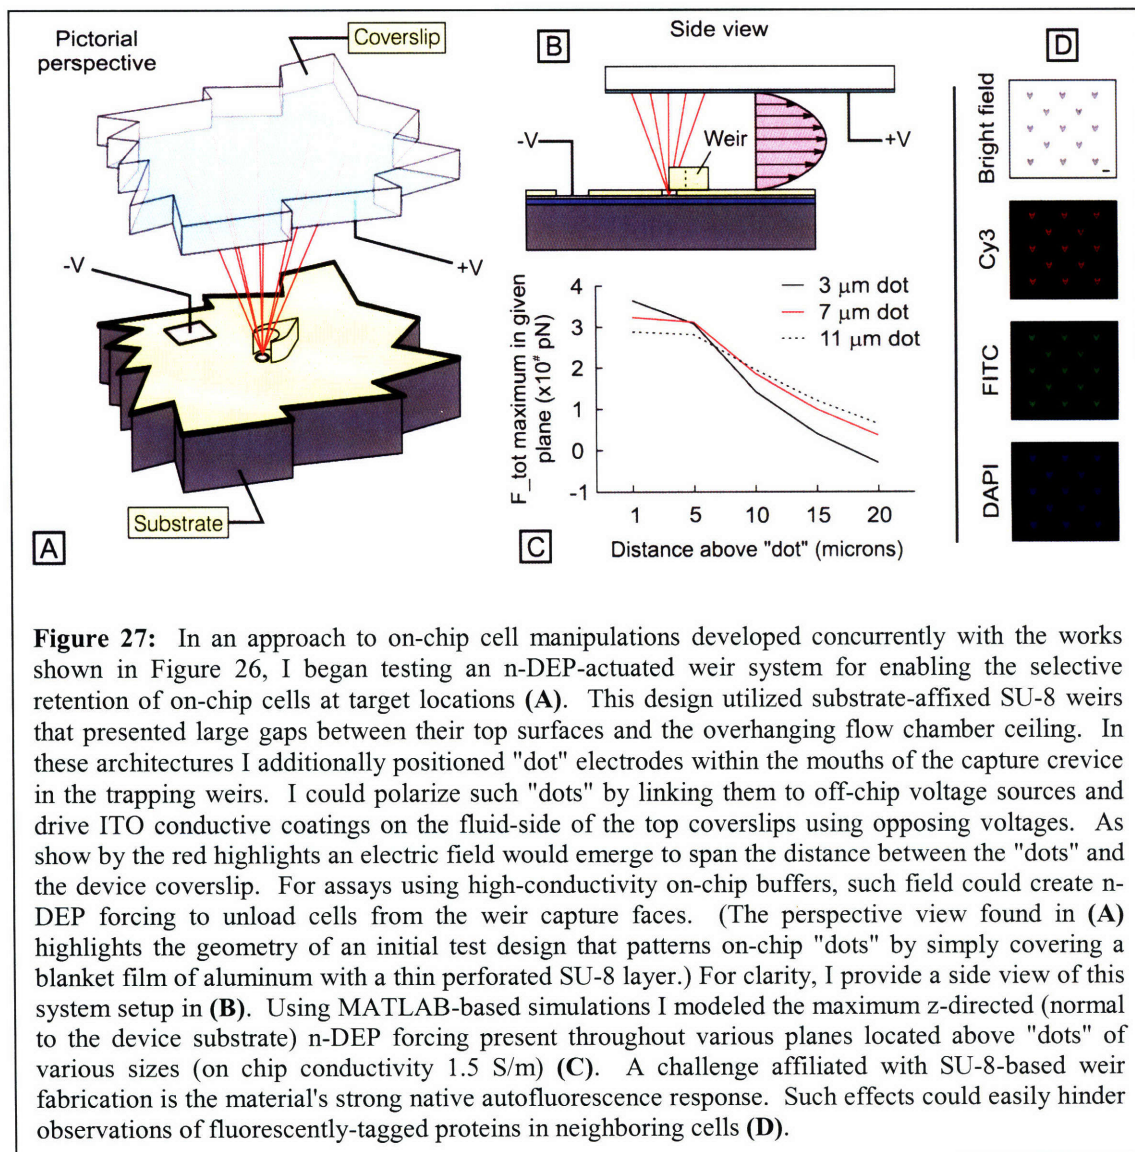 Pictorial
perspective
Coverslip
-V
+V
Substrate
A
B
Side view
-V
Weir
+V
F_tot maximum in given
plane (x10# pN)
4
3
2
1
0
-1
3 μm dot
7 μm dot
11 μm dot
1 5 10 15 20
Distance above "dot" (microns)
C
D
Bright field
Cy3
FITC
DAPI
Figure 27: In an approach to on-chip cell manipulations developed concurrently with the works
shown in Figure 26, I began testing an n-DEP-actuated weir system for enabling the selective
retention of on-chip cells at target locations (A). This design utilized substrate-affixed SU-8 weirs
that presented large gaps between their top surfaces and the overhanging flow chamber ceiling. In
these architectures I additionally positioned "dot" electrodes within the mouths of the capture crevice
in the trapping weirs. I could polarize such "dots" by linking them to off-chip voltage sources and
drive ITO conductive coatings on the fluid-side of the top coverslips using opposing voltages. As
show by the red highlights an electric field would emerge to span the distance between the "dots" and
the device coverslip. For assays using high-conductivity on-chip buffers, such field could create n-
DEP forcing to unload cells from the weir capture faces. (The perspective view found in (A)
highlights the geometry of an initial test design that patterns on-chip "dots" by simply covering a
blanket film of aluminum with a thin perforated SU-8 layer.) For clarity, I provide a side view of this
system setup in (B). Using MATLAB-based simulations I modeled the maximum z-directed (normal
to the device substrate) n-DEP forcing present throughout various planes located above "dots" of
various sizes (on chip conductivity 1.5 S/m) (C). A challenge affiliated with SU-8-based weir
fabrication is the material's strong native autofluorescence response. Such effects could easily hinder
observations of fluorescently-tagged proteins in neighboring cells (D).